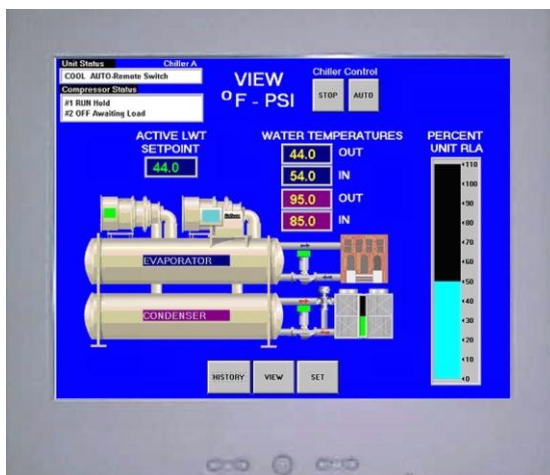 Unit Status Chiller A
COOL AUTO-Remote Switch
Compressor Status
#1 RUN Hold
#2 OFF Awaiting Load
VIEW
°F - PSI
Chiller Control
STOP AUTO
ACTIVE LWT
SETPOINT
44.0
WATER TEMPERATURES
44.0 OUT
54.0 IN
95.0 OUT
85.0 IN
PERCENT
UNIT RLA
110
100
90
80
70
60
50
40
30
20
10
0
EVAPORATOR
CONDENSER
HISTORY VIEW SET